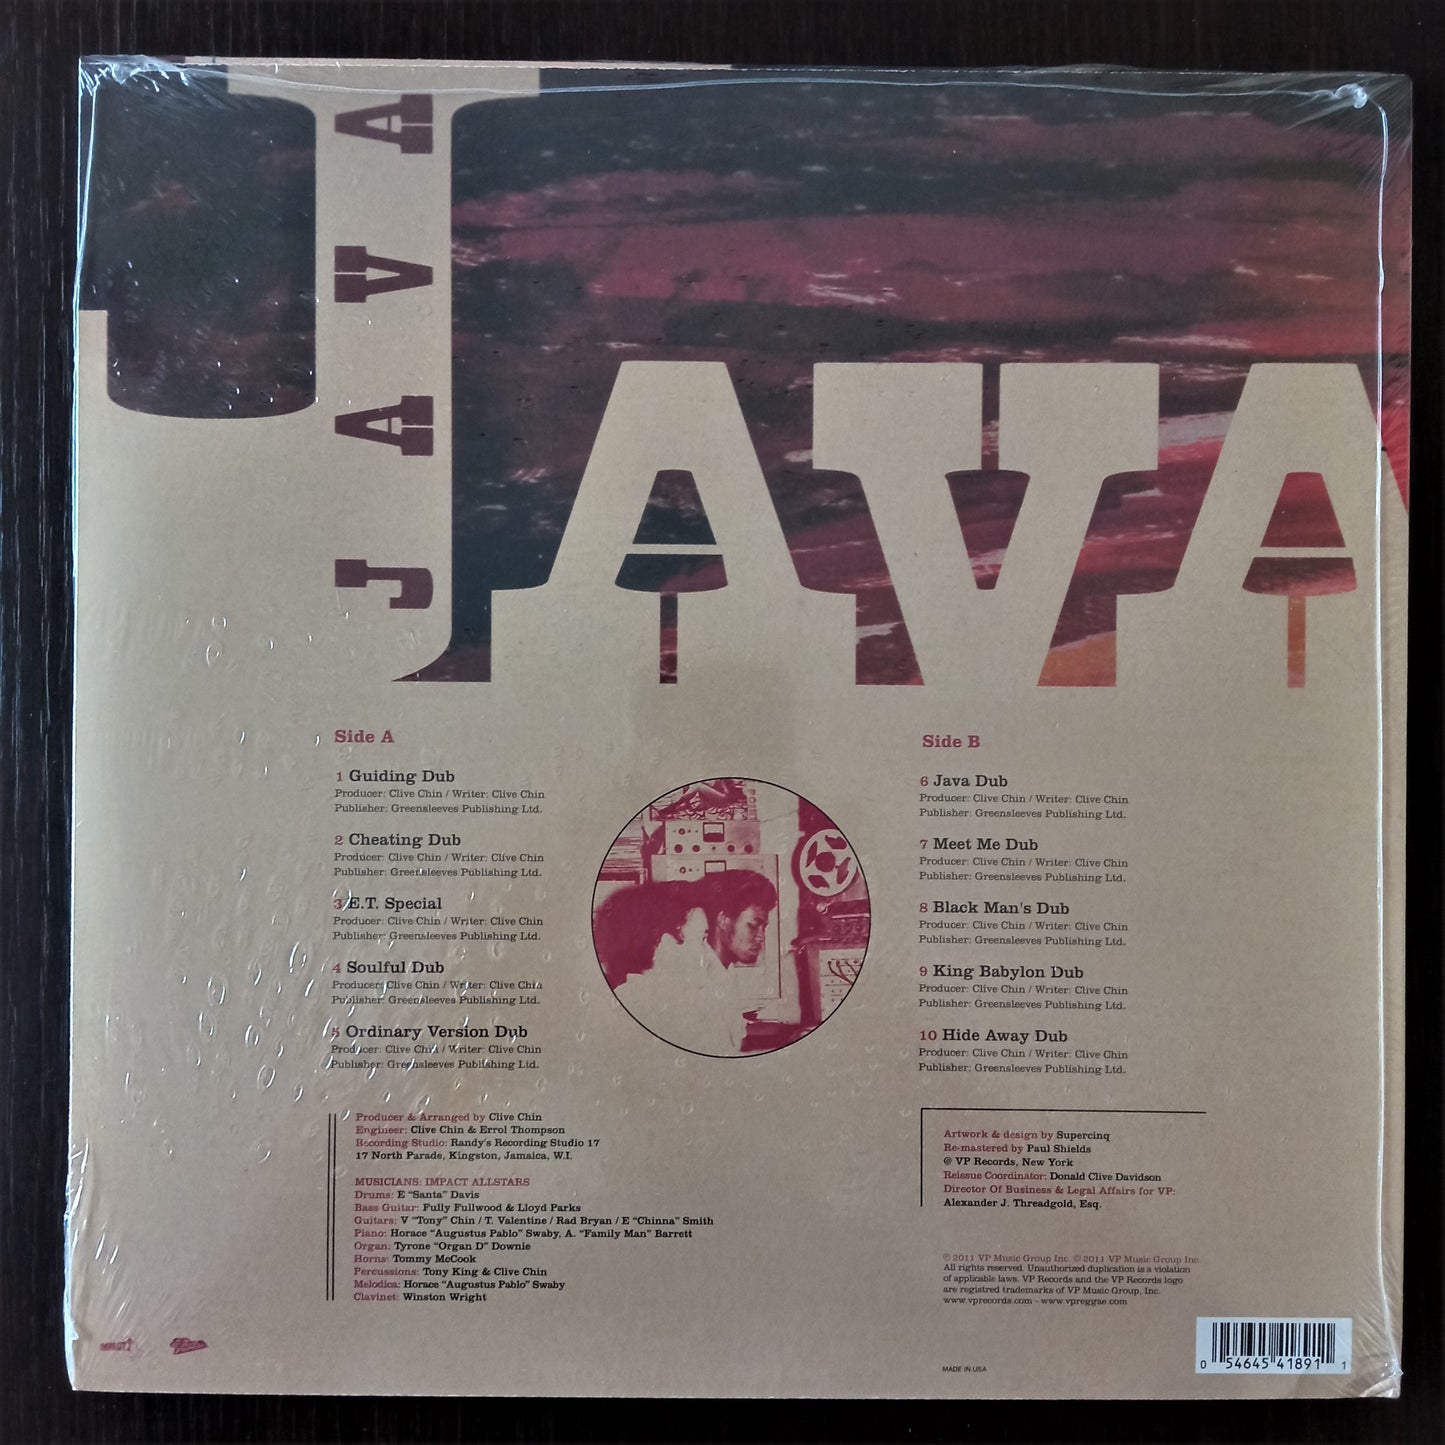 JAVA JAVA
JAVA
Side A
1 Guiding Dub
Producer: Clive Chin / Writer: Clive Chin
Publisher: Greensleeves Publishing Ltd.
2 Cheating Dub
Producer: Clive Chin / Writer: Clive Chin
Publisher: Greensleeves Publishing Ltd.
3 E.T. Special
Producer: Clive Chin / Writer: Clive Chin
Publisher: Greensleeves Publishing Ltd.
4 Soulful Dub
Producer: Clive Chin / Writer: Clive Chin
Publisher: Greensleeves Publishing Ltd.
5 Ordinary Version Dub
Producer: Clive Chin / Writer: Clive Chin
Publisher: Greensleeves Publishing Ltd.
Side B
6 Java Dub
Producer: Clive Chin / Writer: Clive Chin
Publisher: Greensleeves Publishing Ltd.
7 Meet Me Dub
Producer: Clive Chin / Writer: Clive Chin
Publisher: Greensleeves Publishing Ltd.
8 Black Man's Dub
Producer: Clive Chin / Writer: Clive Chin
Publisher: Greensleeves Publishing Ltd.
9 King Babylon Dub
Producer: Clive Chin / Writer: Clive Chin
Publisher: Greensleeves Publishing Ltd.
10 Hide Away Dub
Producer: Clive Chin / Writer: Clive Chin
Publisher: Greensleeves Publishing Ltd.
Producer & Arranged by Clive Chin
Engineer: Clive Chin & Errol Thompson
Recording Studio: Randy's Recording Studio 17
17 North Parade, Kingston, Jamaica, W.I.
MUSICIANS: IMPACT ALLSTARS
Drums: E "Santa" Davis
Bass Guitar: Fully Fullwood & Lloyd Parks
Guitars: V "Tony" Chin / T. Valentine / Rad Bryan / E "Chinna" Smith
Piano: Horace "Augustus Pablo" Swaby, A. "Family Man" Barrett
Organ: Tyrone "Organ D" Downie
Horns: Tommy McCook
Percussions: Tony King & Clive Chin
Melodica: Horace "Augustus Pablo" Swaby
Clavinet: Winston Wright
Artwork & design by Supercinq
Re-mastered by Paul Shields
@ VP Records, New York
Reissue Coordinator: Donald Clive Davidson
Director Of Business & Legal Affairs for VP:
Alexander J. Threadgold, Esq.
℗ 2011 VP Music Group Inc. © 2011 VP Music Group Inc.
All rights reserved. Unauthorized duplication is a violation
of applicable laws. VP Records and the VP Records logo
are registred trademarks of VP Music Group, Inc.
www.vprecords.com - www.vpreggae.com
IMPACT!
MADE IN USA
0 54645 41891 1